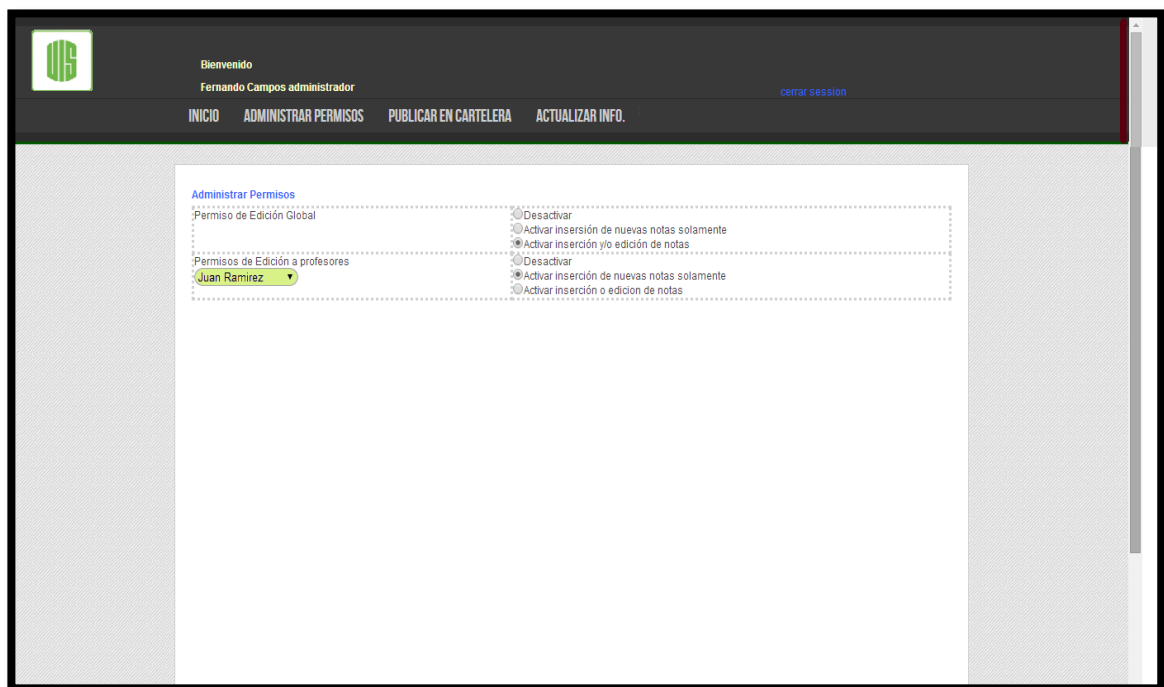 UIS
Bienvenido
Fernando Campos administrador
cerrar session
INICIO ADMINISTRAR PERMISOS PUBLICAR EN CARTELERA ACTUALIZAR INFO.
Administrar Permisos
Permiso de Edición Global
Desactivar
Activar insersión de nuevas notas solamente
Activar inserción y/o edición de notas
Permisos de Edición a profesores
Juan Ramirez
Desactivar
Activar inserción de nuevas notas solamente
Activar inserción o edicion de notas